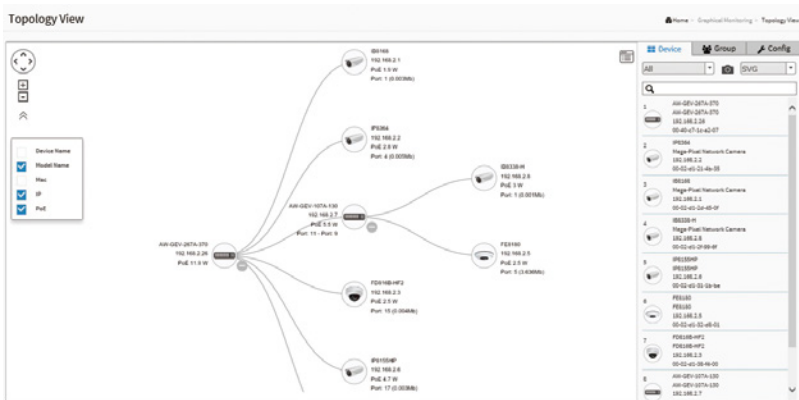 Topology View
Home - Graphical Monitoring - Topology View
Device Name
Model Name
Mac
IP
PoE
IB8168
192.168.2.1
PoE 1.9 W
Port: 1 (0.003Mb)
IP8364
192.168.2.2
PoE 2.8 W
Port: 4 (0.005Mb)
IB8338-H
192.168.2.8
PoE 3 W
Port: 1 (0.001Mb)
AW-GEV-107A-130
192.168.2.7
PoE 5.5 W
Port: 11 - Port: 9
AW-GEV-267A-370
192.168.2.26
PoE 11.9 W
FE8180
192.168.2.5
PoE 2.5 W
FD816B-HF2
192.168.2.3
PoE 2.5 W
Port: 15 (0.004Mb)
IP8155HP
192.168.2.6
PoE 4.7 W
Port: 17 (0.003Mb)
Device
Group
Config
All
SVG
1
AW-GEV-267A-370
AW-GEV-267A-370
192.168.2.26
2
IP8364
Mega-Pixel Network Camera
192.168.2.2
3
IB8168
Mega-Pixel Network Camera
192.168.2.1
4
IB8338-H
Mega-Pixel Network Camera
192.168.2.8
5
IP8155HP
IP8155HP
192.168.2.6
6
FE8180
FE8180
192.168.2.5
7
FD816B-HF2
FD816B-HF2
192.168.2.3
8
AW-GEV-107A-130
AW-GEV-107A-130
192.168.2.7